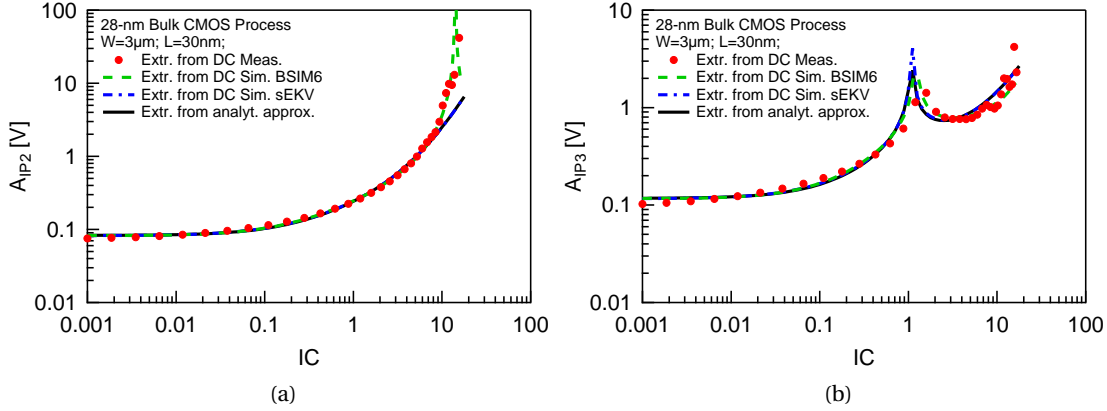 28-nm Bulk CMOS Process
W=3µm; L=30nm;
Extr. from DC Meas.
Extr. from DC Sim. BSIM6
Extr. from DC Sim. sEKV
Extr. from analyt. approx.
100
10
1
0.1
0.01
A_IP2 [V]
0.001 0.01 0.1 1 10 100
IC
(a)
28-nm Bulk CMOS Process
W=3µm; L=30nm;
Extr. from DC Meas.
Extr. from DC Sim. BSIM6
Extr. from DC Sim. sEKV
Extr. from analyt. approx.
10
1
0.1
0.01
A_IP3 [V]
0.001 0.01 0.1 1 10 100
IC
(b)